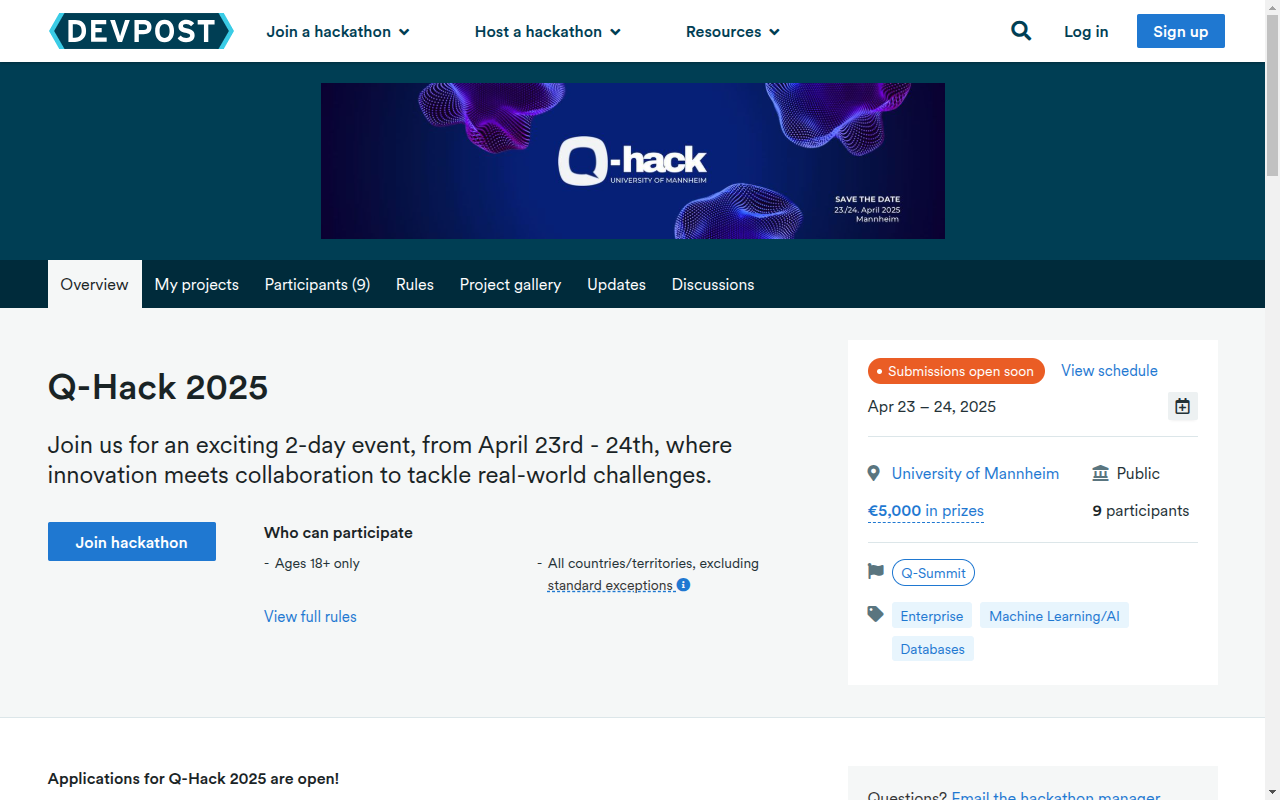 DEVPOST
Join a hackathon
Host a hackathon
Resources
Log in
Sign up
Q-hack
UNIVERSITY OF MANNHEIM
SAVE THE DATE
23./24. April 2025
Mannheim
Overview
My projects
Participants (9)
Rules
Project gallery
Updates
Discussions
Q-Hack 2025
Join us for an exciting 2-day event, from April 23rd - 24th, where
innovation meets collaboration to tackle real-world challenges.
Join hackathon
Who can participate
- Ages 18+ only
- All countries/territories, excluding
standard exceptions
View full rules
Submissions open soon
View schedule
Apr 23 – 24, 2025
University of Mannheim
Public
€5,000 in prizes
9 participants
Q-Summit
Enterprise
Machine Learning/AI
Databases
Applications for Q-Hack 2025 are open!
Questions? Email the hackathon manager